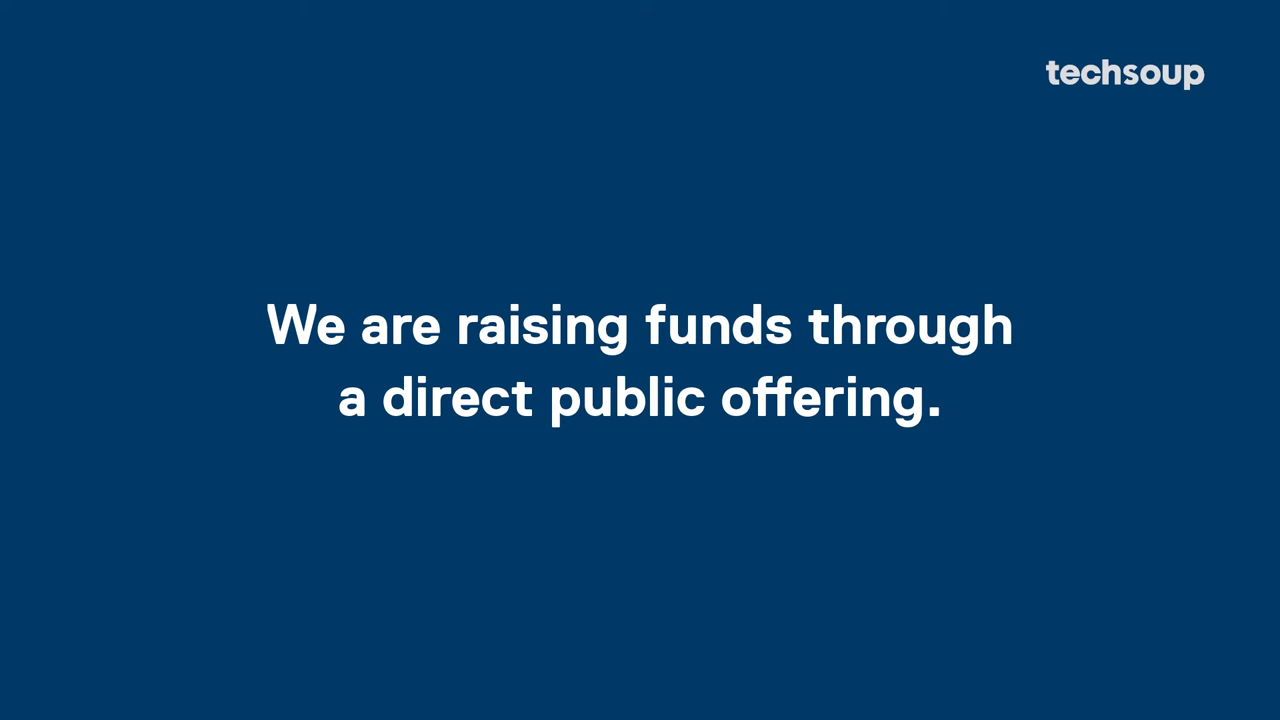 techsoup
We are raising funds through
a direct public offering.